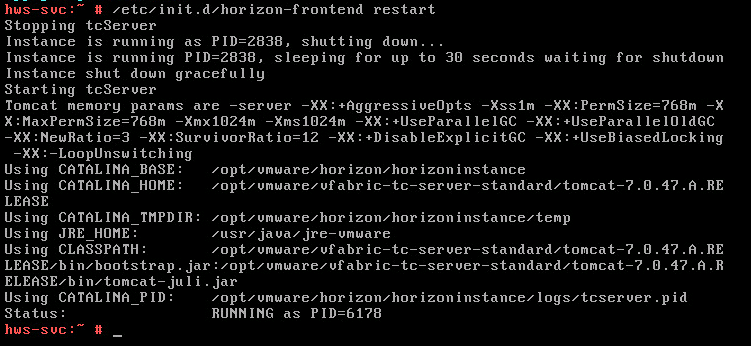 hws-svc:~ # /etc/init.d/horizon-frontend restart
Stopping tcServer
Instance is running as PID=2838, shutting down...
Instance is running PID=2838, sleeping for up to 30 seconds waiting for shutdown
Instance shut down gracefully
Starting tcServer
Tomcat memory params are -server -XX:+AggressiveOpts -Xss1m -XX:PermSize=768m -X
X:MaxPermSize=768m -Xmx1024m -Xms1024m -XX:+UseParallelGC -XX:+UseParallelOldGC
-XX:NewRatio=3 -XX:SurvivorRatio=12 -XX:+DisableExplicitGC -XX:+UseBiasedLocking
 -XX:-LoopUnswitching
Using CATALINA_BASE:   /opt/vmware/horizon/horizoninstance
Using CATALINA_HOME:   /opt/vmware/vfabric-tc-server-standard/tomcat-7.0.47.A.RE
LEASE
Using CATALINA_TMPDIR: /opt/vmware/horizon/horizoninstance/temp
Using JRE_HOME:        /usr/java/jre-vmware
Using CLASSPATH:       /opt/vmware/vfabric-tc-server-standard/tomcat-7.0.47.A.RE
LEASE/bin/bootstrap.jar:/opt/vmware/vfabric-tc-server-standard/tomcat-7.0.47.A.R
ELEASE/bin/tomcat-juli.jar
Using CATALINA_PID:    /opt/vmware/horizon/horizoninstance/logs/tcserver.pid
Status:                RUNNING as PID=6178
hws-svc:~ # _